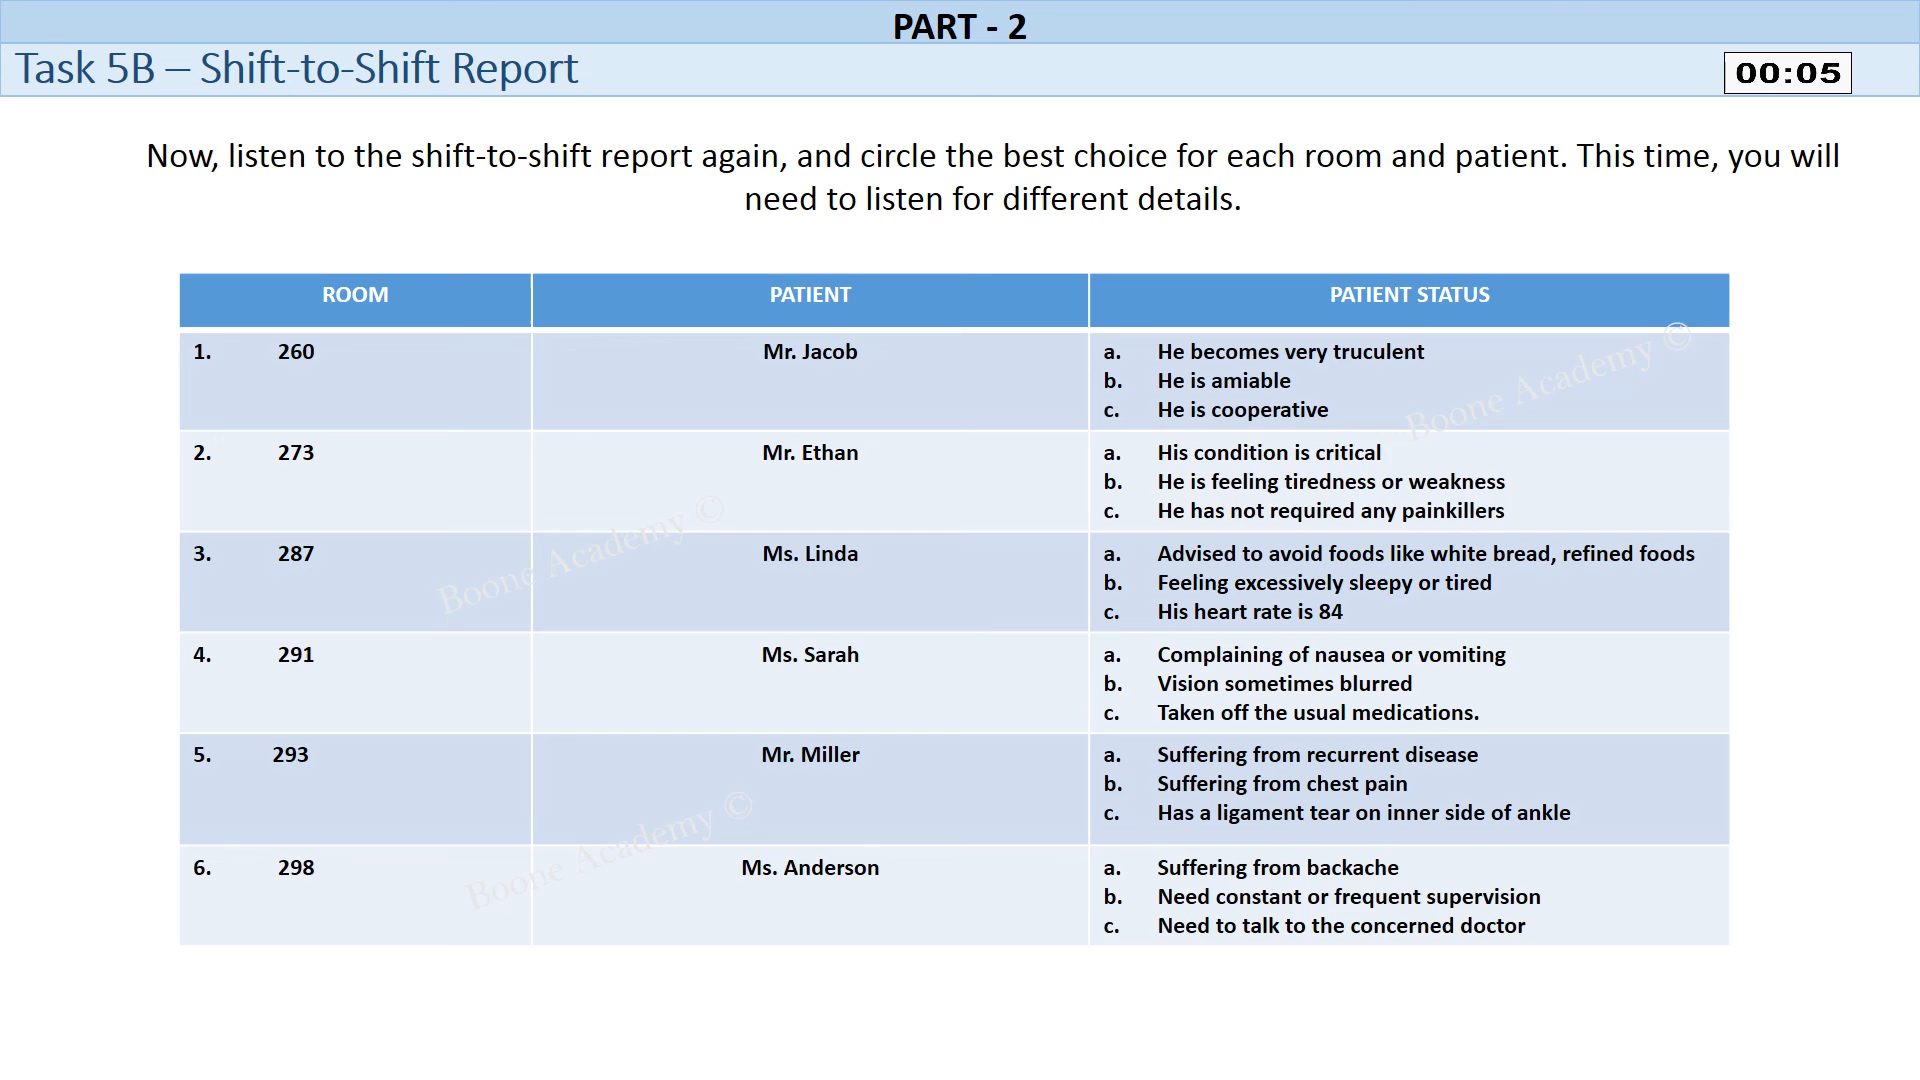 PART - 2
Task 5B – Shift-to-Shift Report
00:05
Now, listen to the shift-to-shift report again, and circle the best choice for each room and patient. This time, you will
need to listen for different details.
ROOM PATIENT PATIENT STATUS
1. 260 Mr. Jacob a. He becomes very truculent
b. He is amiable
c. He is cooperative
2. 273 Mr. Ethan a. His condition is critical
b. He is feeling tiredness or weakness
c. He has not required any painkillers
3. 287 Ms. Linda a. Advised to avoid foods like white bread, refined foods
b. Feeling excessively sleepy or tired
c. His heart rate is 84
4. 291 Ms. Sarah a. Complaining of nausea or vomiting
b. Vision sometimes blurred
c. Taken off the usual medications.
5. 293 Mr. Miller a. Suffering from recurrent disease
b. Suffering from chest pain
c. Has a ligament tear on inner side of ankle
6. 298 Ms. Anderson a. Suffering from backache
b. Need constant or frequent supervision
c. Need to talk to the concerned doctor
Boone Academy ©
Boone Academy ©
Boone Academy ©